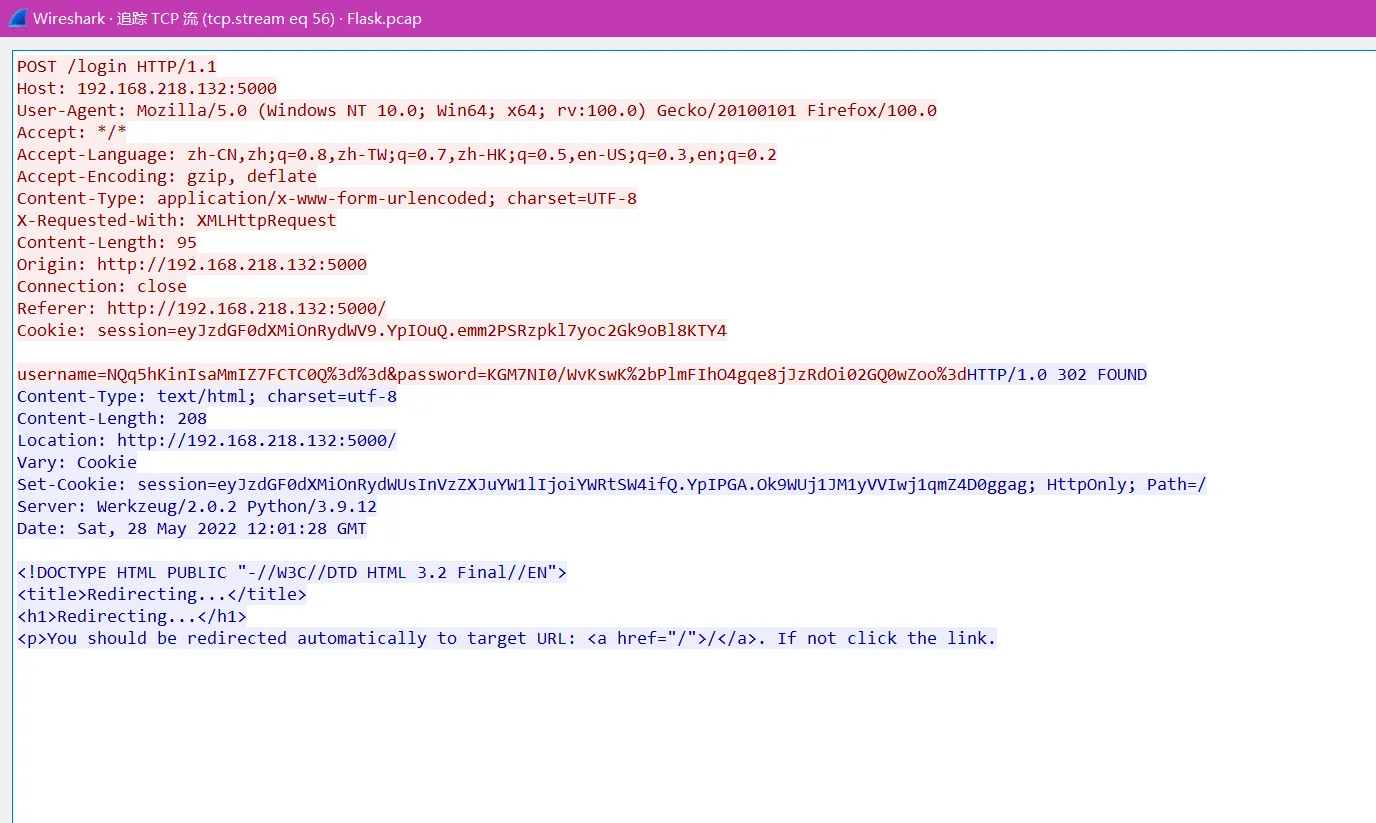 Wireshark · 追踪 TCP 流 (tcp.stream eq 56) · Flask.pcap
POST /login HTTP/1.1
Host: 192.168.218.132:5000
User-Agent: Mozilla/5.0 (Windows NT 10.0; Win64; x64; rv:100.0) Gecko/20100101 Firefox/100.0
Accept: */*
Accept-Language: zh-CN,zh;q=0.8,zh-TW;q=0.7,zh-HK;q=0.5,en-US;q=0.3,en;q=0.2
Accept-Encoding: gzip, deflate
Content-Type: application/x-www-form-urlencoded; charset=UTF-8
X-Requested-With: XMLHttpRequest
Content-Length: 95
Origin: http://192.168.218.132:5000
Connection: close
Referer: http://192.168.218.132:5000/
Cookie: session=eyJzdGF0dXMiOnRydWV9.YpIOuQ.emm2PSRzpkl7yoc2Gk9oBl8KTY4
username=NQq5hKinIsaMmIZ7FCTC0Q%3d%3d&password=KGM7NI0/WvKswK%2bPlmFIhO4gqe8jJzRdOi02GQ0wZoo%3dHTTP/1.0 302 FOUND
Content-Type: text/html; charset=utf-8
Content-Length: 208
Location: http://192.168.218.132:5000/
Vary: Cookie
Set-Cookie: session=eyJzdGF0dXMiOnRydWUsInVzZXJuYW1lIjoiYWRtaW4ifQ.YpIPGA.Ok9WUj1JM1yVVIwj1qmZ4D0ggag; HttpOnly; Path=/
Server: Werkzeug/2.0.2 Python/3.9.12
Date: Sat, 28 May 2022 12:01:28 GMT
<!DOCTYPE HTML PUBLIC "-//W3C//DTD HTML 3.2 Final//EN">
<title>Redirecting...</title>
<h1>Redirecting...</h1>
<p>You should be redirected automatically to target URL: <a href="/">/</a>. If not click the link.